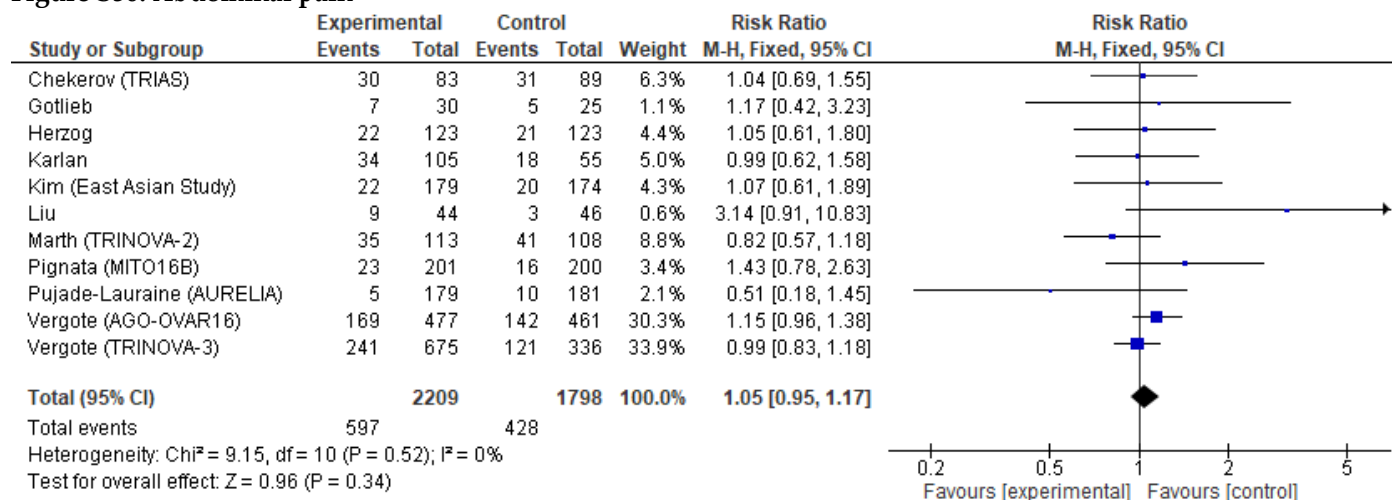 Experimental Control Risk Ratio Risk Ratio
Study or Subgroup Events Total Events Total Weight M-H, Fixed, 95% CI M-H, Fixed, 95% CI
Chekerov (TRIAS) 30 83 31 89 6.3% 1.04 [0.69, 1.55]
Gotlieb 7 30 5 25 1.1% 1.17 [0.42, 3.23]
Herzog 22 123 21 123 4.4% 1.05 [0.61, 1.80]
Karlan 34 105 18 55 5.0% 0.99 [0.62, 1.58]
Kim (East Asian Study) 22 179 20 174 4.3% 1.07 [0.61, 1.89]
Liu 9 44 3 46 0.6% 3.14 [0.91, 10.83]
Marth (TRINOVA-2) 35 113 41 108 8.8% 0.82 [0.57, 1.18]
Pignata (MITO16B) 23 201 16 200 3.4% 1.43 [0.78, 2.63]
Pujade-Lauraine (AURELIA) 5 179 10 181 2.1% 0.51 [0.18, 1.45]
Vergote (AGO-OVAR16) 169 477 142 461 30.3% 1.15 [0.96, 1.38]
Vergote (TRINOVA-3) 241 675 121 336 33.9% 0.99 [0.83, 1.18]
Total (95% CI) 2209 1798 100.0% 1.05 [0.95, 1.17]
Total events 597 428
Heterogeneity: Chi² = 9.15, df = 10 (P = 0.52); I² = 0%
Test for overall effect: Z = 0.96 (P = 0.34)
0.2 0.5 1 2 5
Favours [experimental] Favours [control]